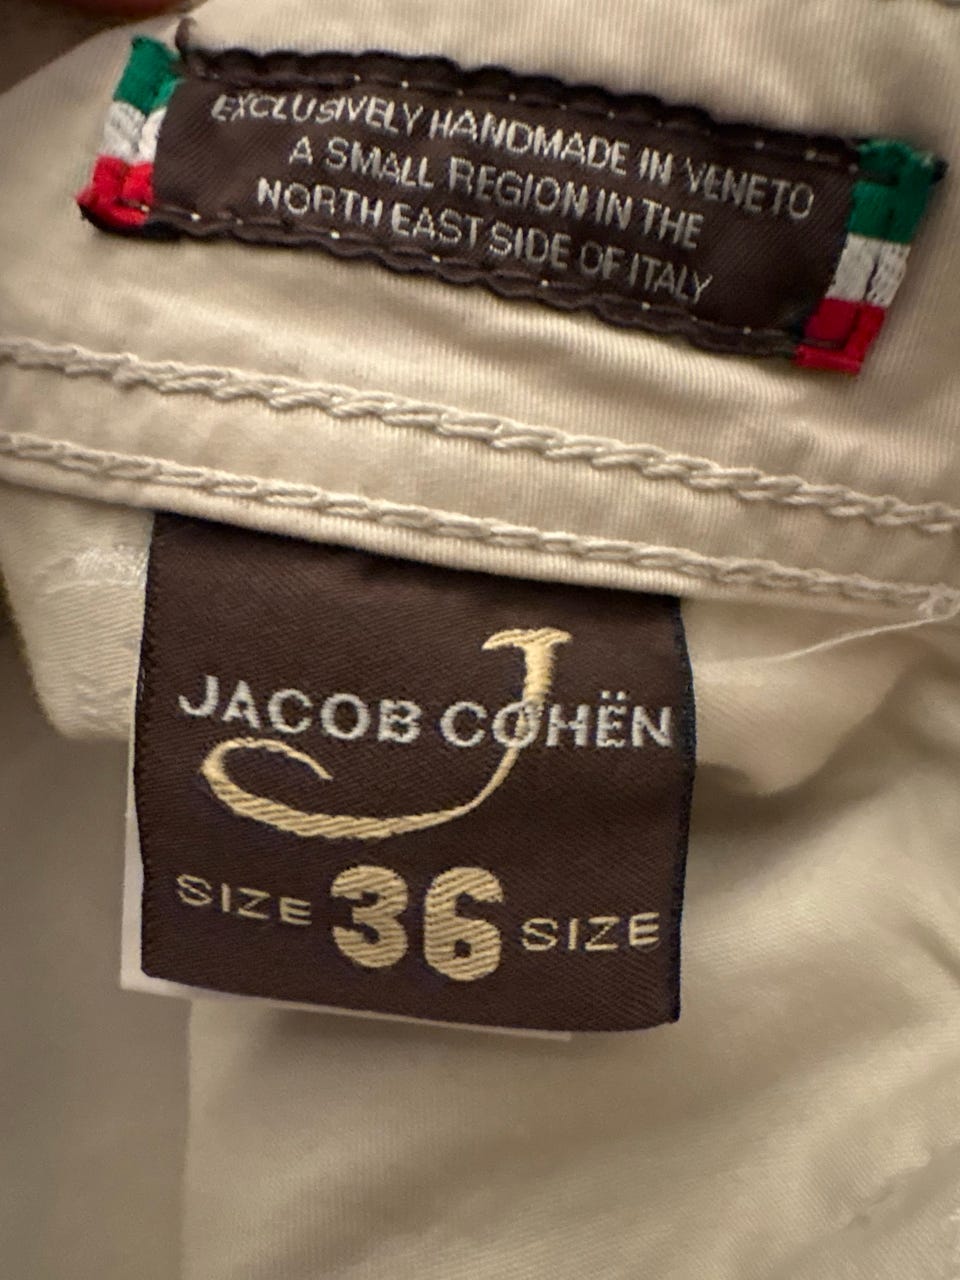 EXCLUSIVELY HANDMADE IN VENETO
A SMALL REGION IN THE
NORTH EAST SIDE OF ITALY
J
JACOB COHËN
SIZE 36 SIZE